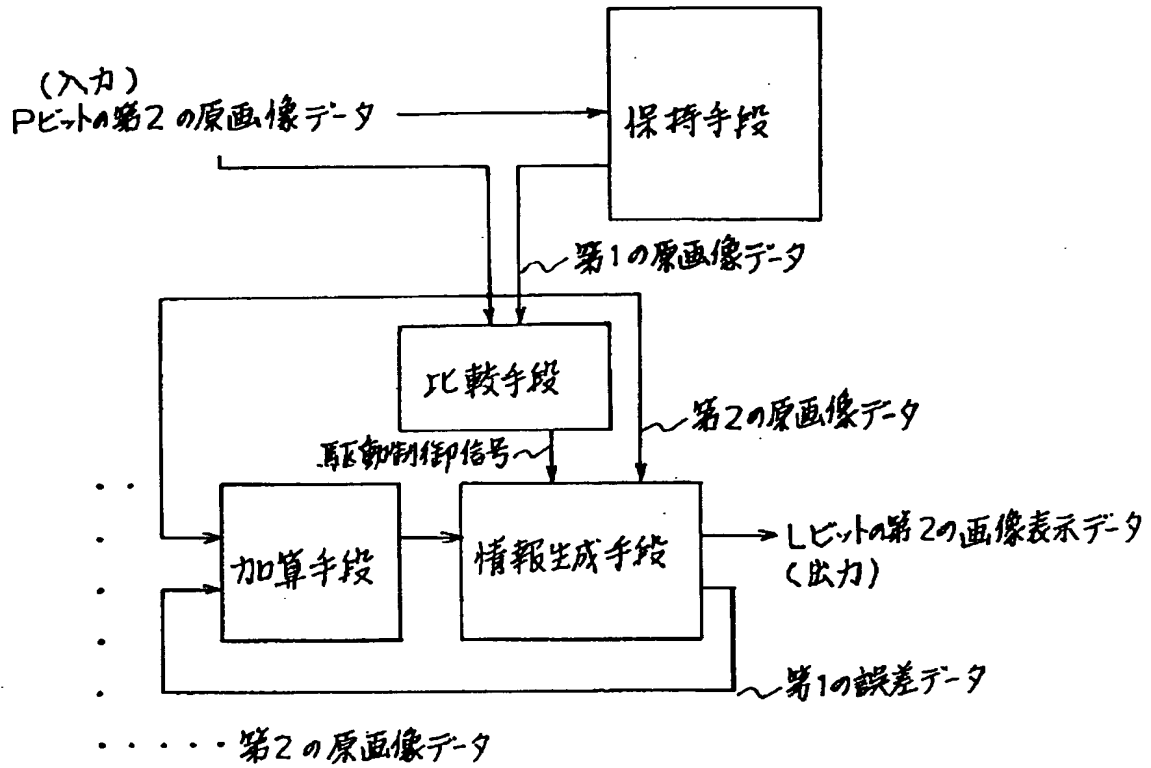 (入力)
Pビットの第2の原画像データ
保持手段
第1の原画像データ
比較手段
第2の原画像データ
駆動制御信号
加算手段
情報生成手段
Lビットの第2の画像表示データ
(出力)
第1の誤差データ
第2の原画像データ